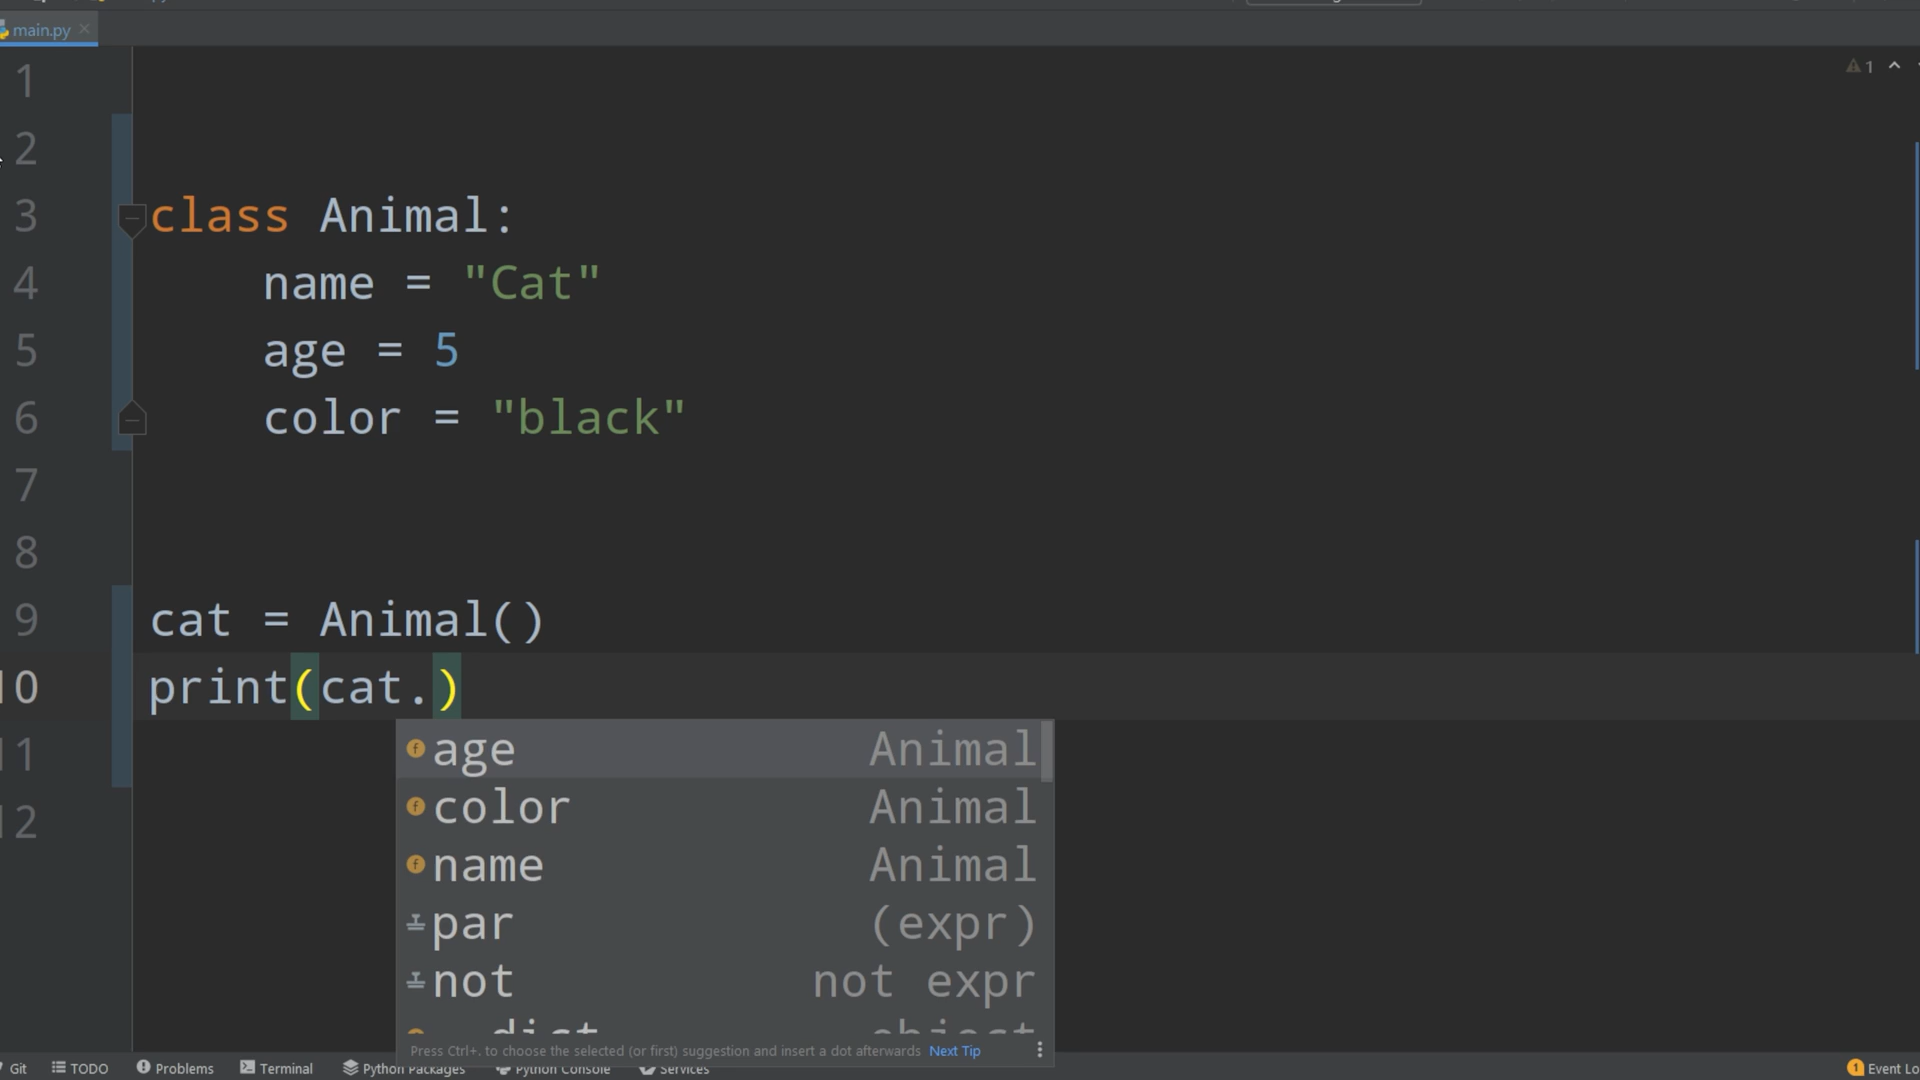 main.py
1
1
2
3
class Animal:
4
name = "Cat"
5
age = 5
6
color = "black"
7
8
9
cat = Animal()
10
print(cat.)
11
12
age Animal
color Animal
name Animal
par (expr)
not not expr
Press Ctrl+. to choose the selected (or first) suggestion and insert a dot afterwards Next Tip
Git TODO Problems Terminal Python Packages Python Console Services 1 Event Lo